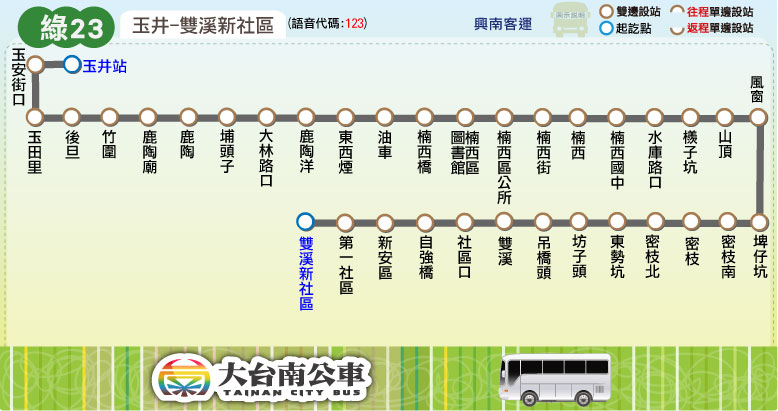 綠23
玉井-雙溪新社區
(語音代碼:123)
興南客運
圖示說明
雙邊設站
起訖點
往程單邊設站
返程單邊設站
玉井站
玉安街口
玉田里
後旦
竹圍
鹿陶廟
鹿陶
埔頭子
大林路口
鹿陶洋
東西煙
油車
楠西橋
楠西區圖書館
楠西區公所
楠西街
楠西
楠西國中
水庫路口
檨子坑
山頂
風窗
埤仔坑
密枝南
密枝
密枝北
東勢坑
坊子頭
吊橋頭
雙溪
社區口
自強橋
新安區
第一社區
雙溪新社區
大台南公車
TAINAN CITY BUS